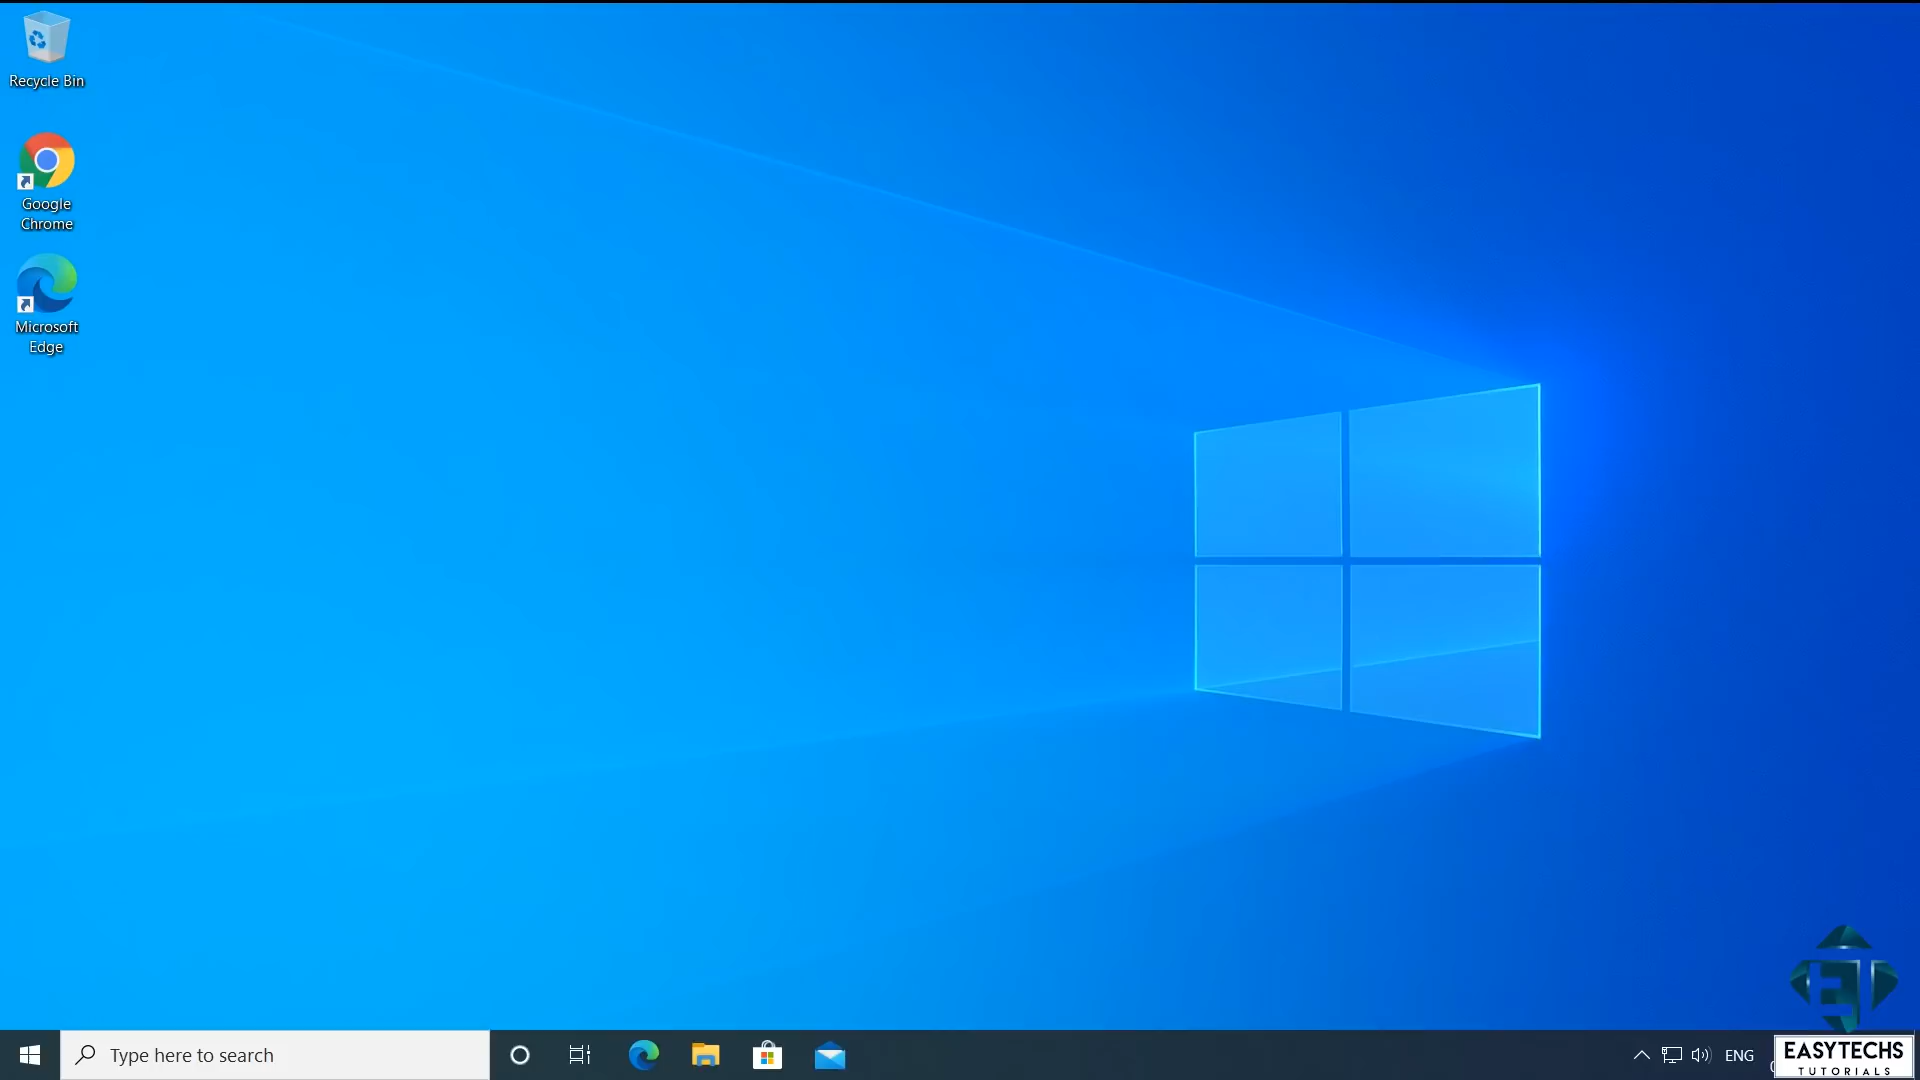 Recycle Bin
Google
Chrome
Microsoft
Edge
Type here to search
ENG
EASYTECHS
TUTORIALS